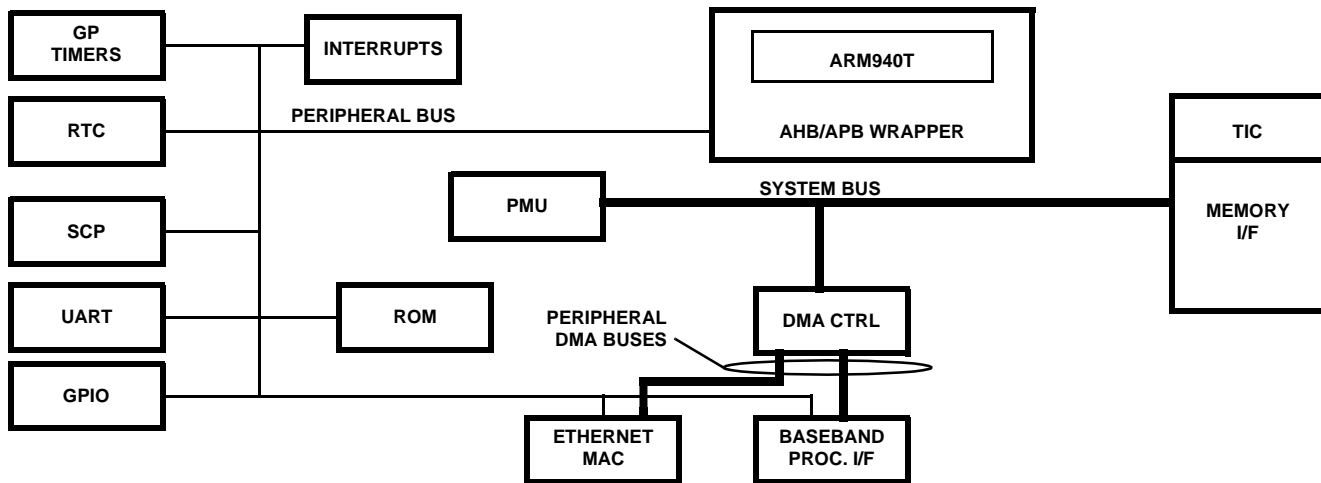 GP
TIMERS
INTERRUPTS
ARM940T
RTC
PERIPHERAL BUS
AHB/APB WRAPPER
TIC
SYSTEM BUS
PMU
SCP
MEMORY
I/F
UART
ROM
PERIPHERAL
DMA BUSES
DMA CTRL
GPIO
ETHERNET
MAC
BASEBAND
PROC. I/F